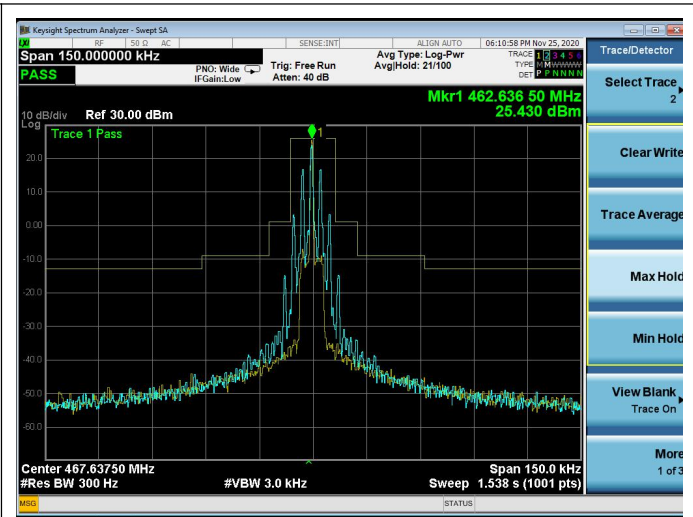 Keysight Spectrum Analyzer - Swept SA
LXI RF 50 Ω AC SENSE:INT ALIGN AUTO 06:10:58 PM Nov 25, 2020
Span 150.000000 kHz
PASS
PNO: Wide
IFGain:Low
Trig: Free Run
Atten: 40 dB
Avg Type: Log-Pwr
Avg|Hold: 21/100
TRACE 1 2 3 4 5 6
TYPE M M W W W W
DET P P N N N N
Mkr1 462.636 50 MHz
25.430 dBm
10 dB/div Ref 30.00 dBm
Log
Trace 1 Pass
1
20.0
10.0
0.00
-10.0
-20.0
-30.0
-40.0
-50.0
-60.0
Center 467.63750 MHz Span 150.0 kHz
#Res BW 300 Hz #VBW 3.0 kHz Sweep 1.538 s (1001 pts)
MSG STATUS
Trace/Detector
Select Trace
2
Clear Write
Trace Average
Max Hold
Min Hold
View Blank
Trace On
More
1 of 3